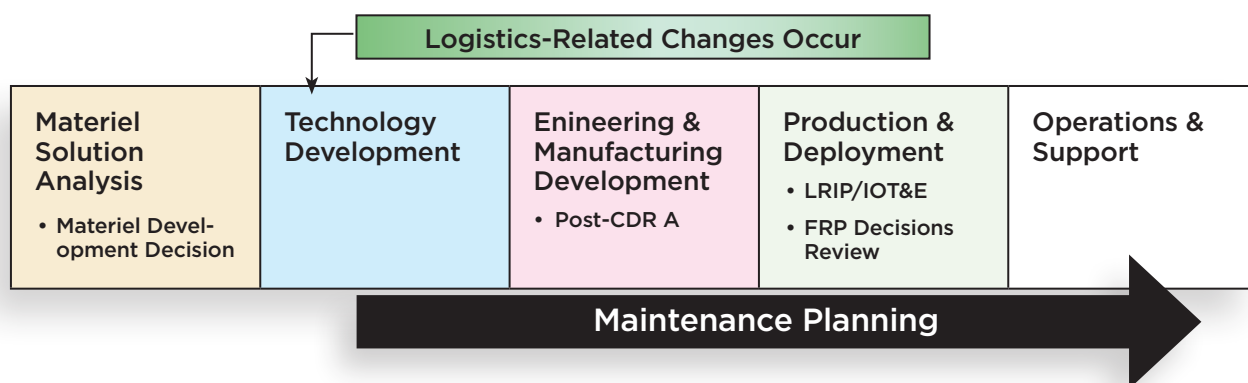 Logistics-Related Changes Occur
Materiel
Solution
Analysis
• Materiel Devel-
opment Decision
Technology
Development
Enineering &
Manufacturing
Development
• Post-CDR A
Production &
Deployment
• LRIP/IOT&E
• FRP Decisions
Review
Operations &
Support
Maintenance Planning